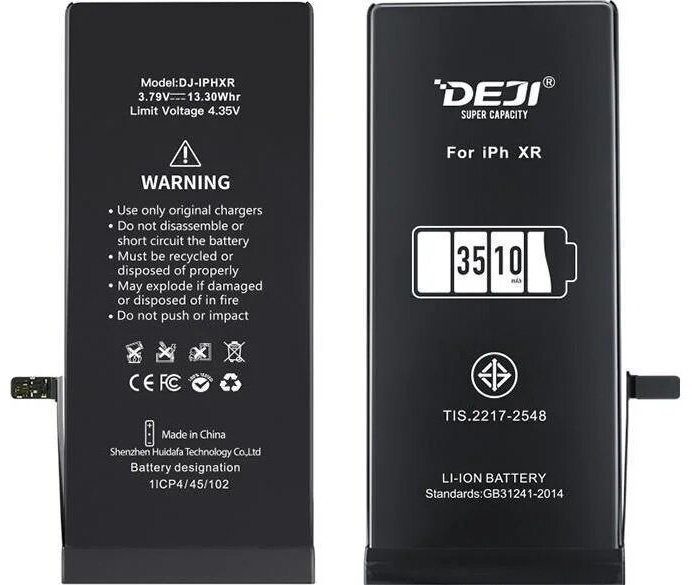 Model:DJ-IPHXR
3.79V⎓13.30Whr
Limit Voltage 4.35V
WARNING
• Use only original chargers
• Do not disassemble or
short circuit the battery
• Must be recycled or
disposed of properly
• May explode if damaged
or disposed of in fire
• Do not push or impact
CE FC
Made in China
Shenzhen Huidafa Technology Co.,Ltd
Battery designation
1ICP4/45/102
DEJI®
SUPER CAPACITY
For iPh XR
3510
mAh
TIS.2217-2548
LI-ION BATTERY
Standards:GB31241-2014